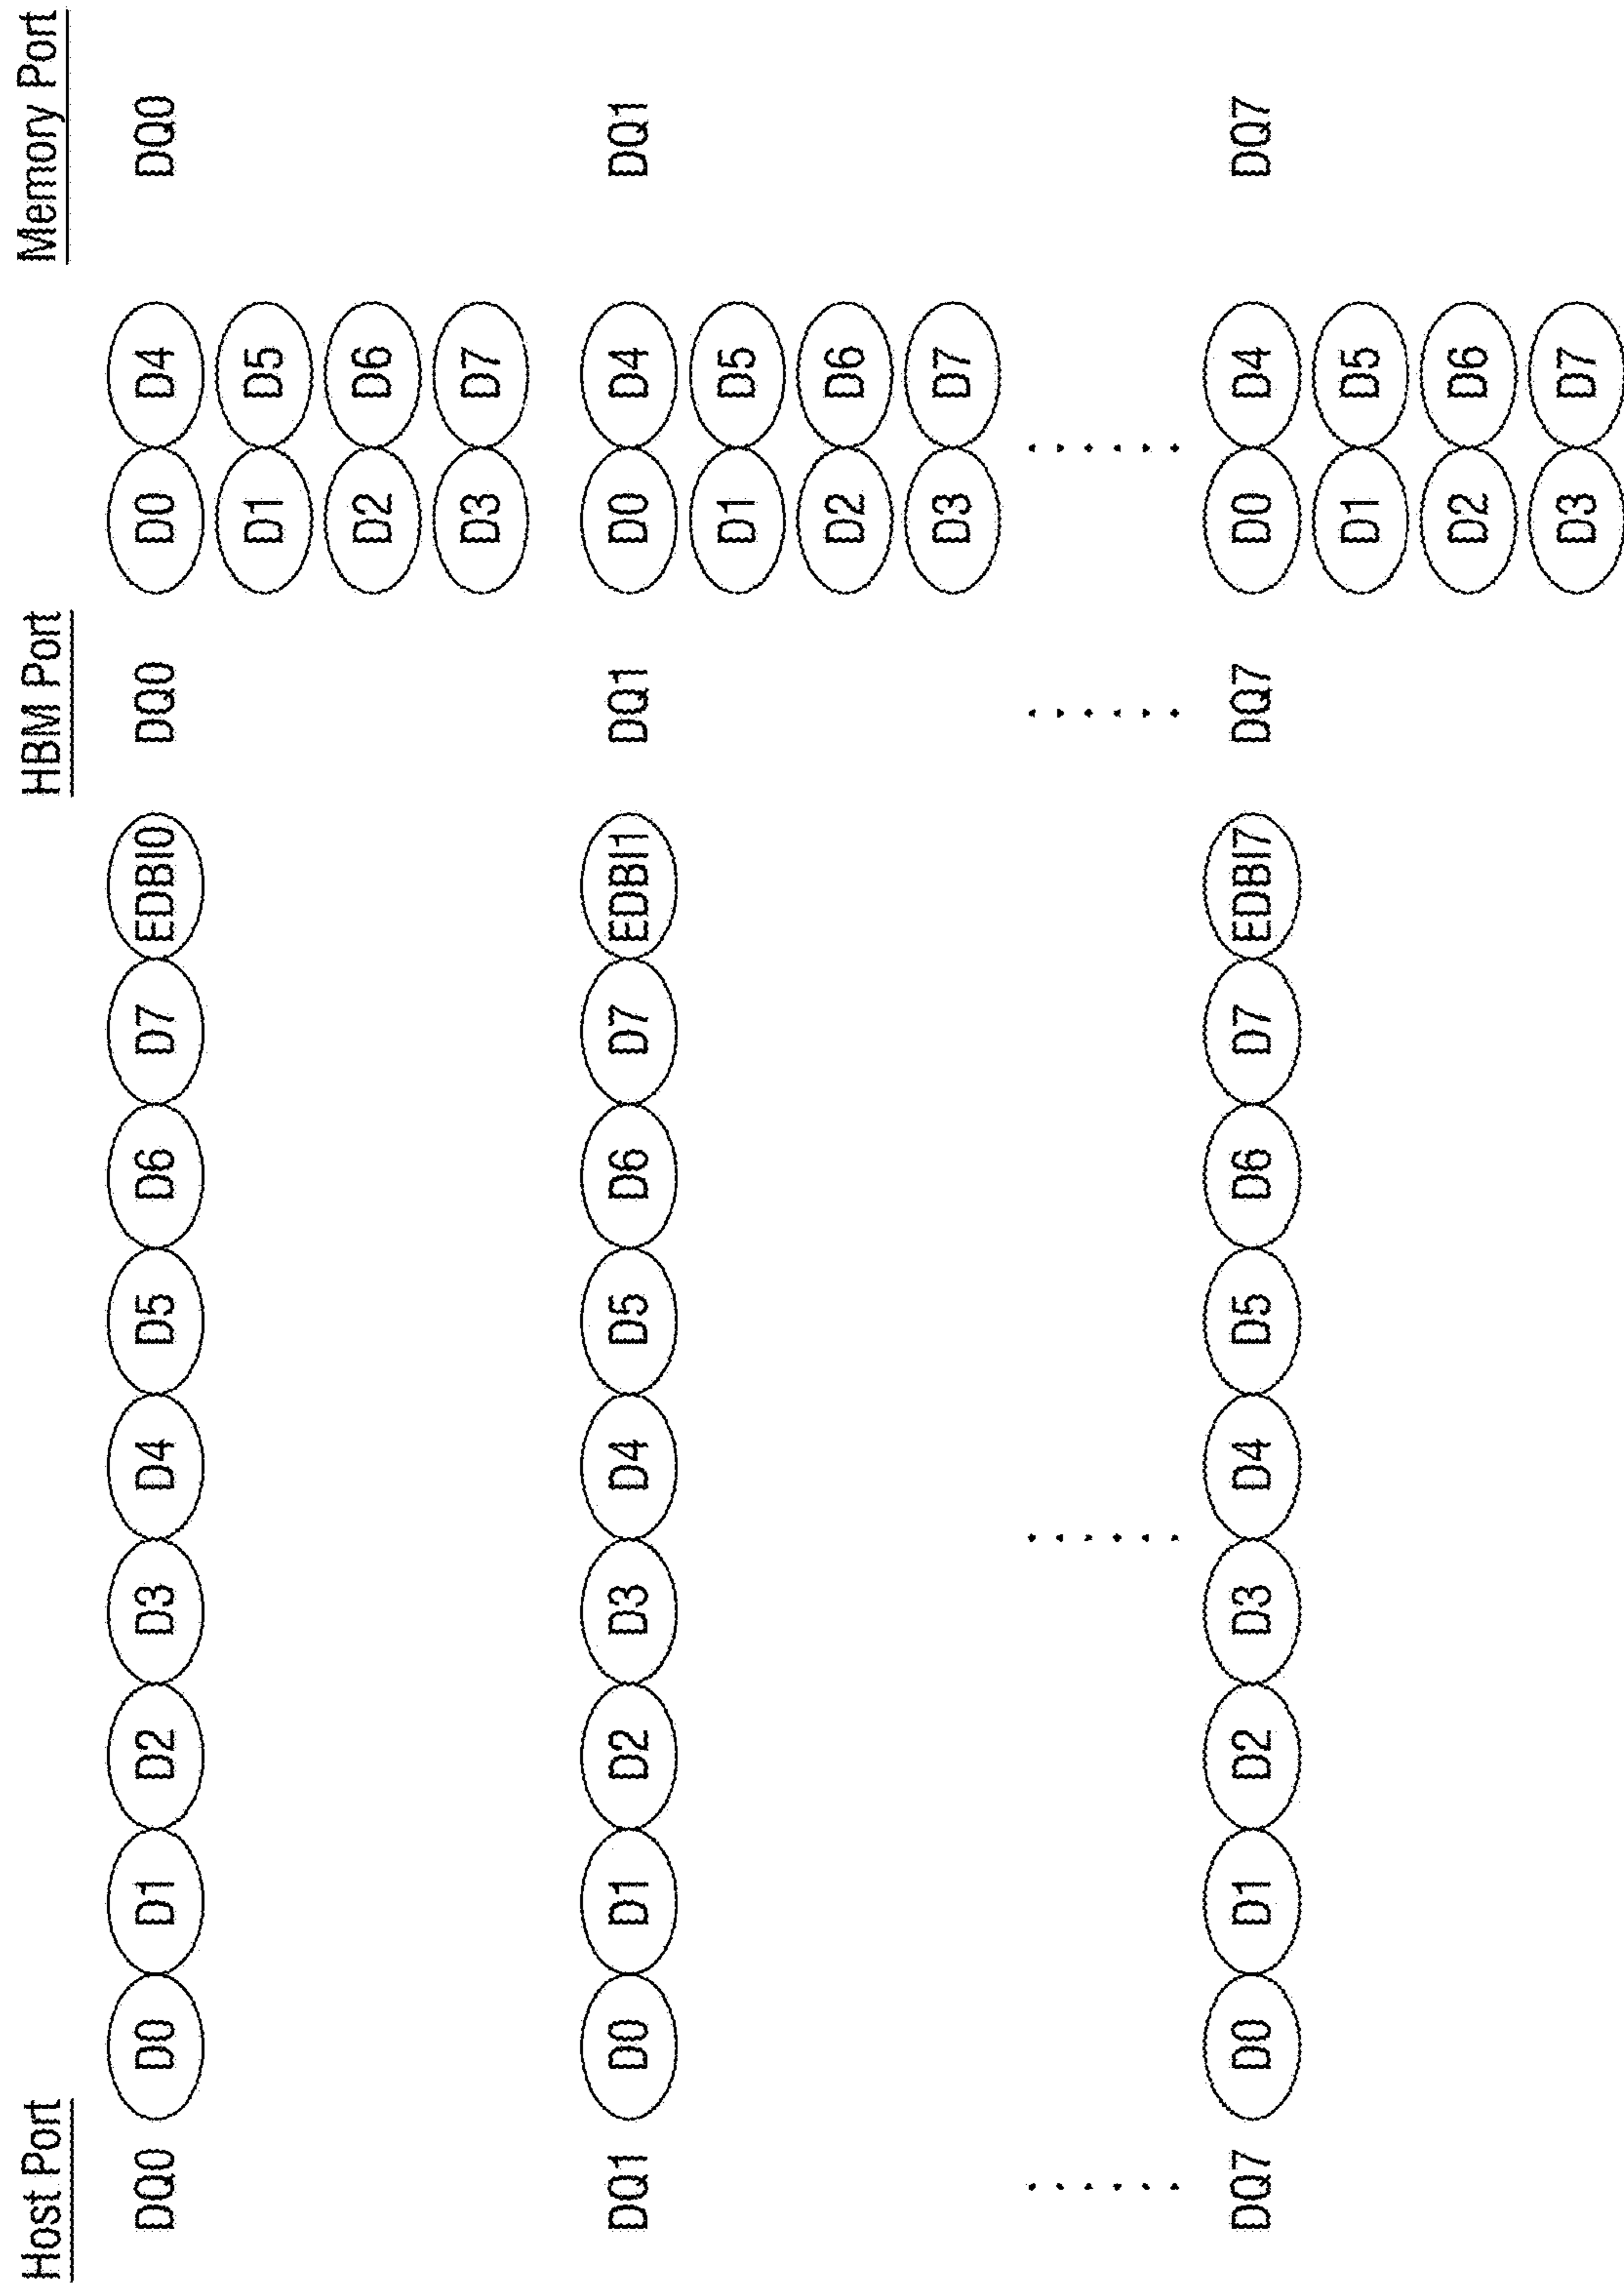 Host Port HBM Port Memory Port
DQ0 D0 D1 D2 D3 D4 D5 D6 D7 EDBI0 DQ0 D0 D4 DQ0
D1 D5
D2 D6
D3 D7
DQ1 D0 D1 D2 D3 D4 D5 D6 D7 EDBI1 DQ1 D0 D4 DQ1
D1 D5
D2 D6
D3 D7
...... ...... ...... ......
DQ7 D0 D1 D2 D3 D4 D5 D6 D7 EDBI7 DQ7 D0 D4 DQ7
D1 D5
D2 D6
D3 D7